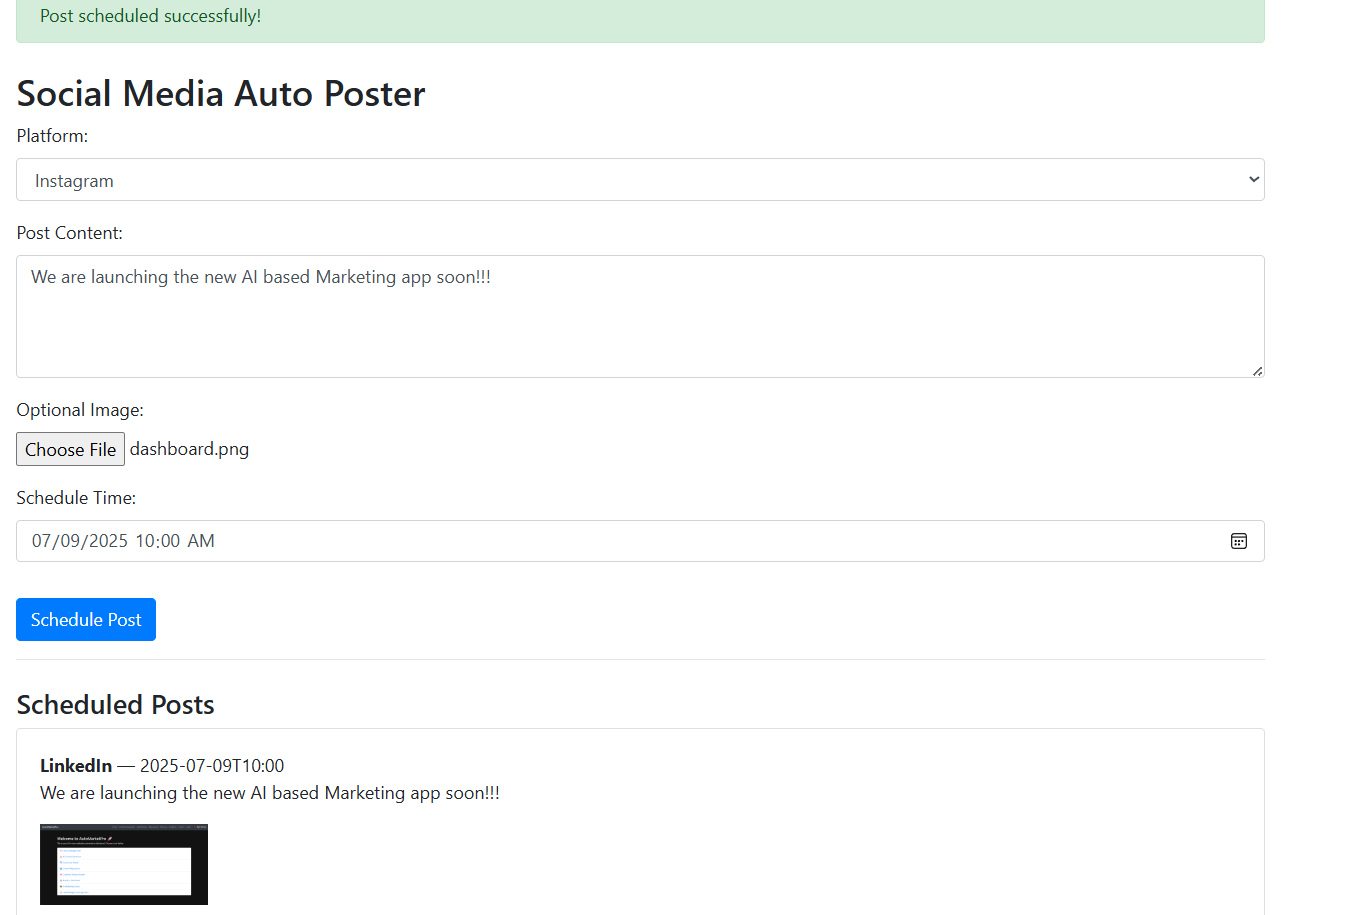 Post scheduled successfully!
Social Media Auto Poster
Platform:
Instagram
Post Content:
We are launching the new AI based Marketing app soon!!!
Optional Image:
Choose File dashboard.png
Schedule Time:
07/09/2025 10:00 AM
Schedule Post
Scheduled Posts
LinkedIn — 2025-07-09T10:00
We are launching the new AI based Marketing app soon!!!